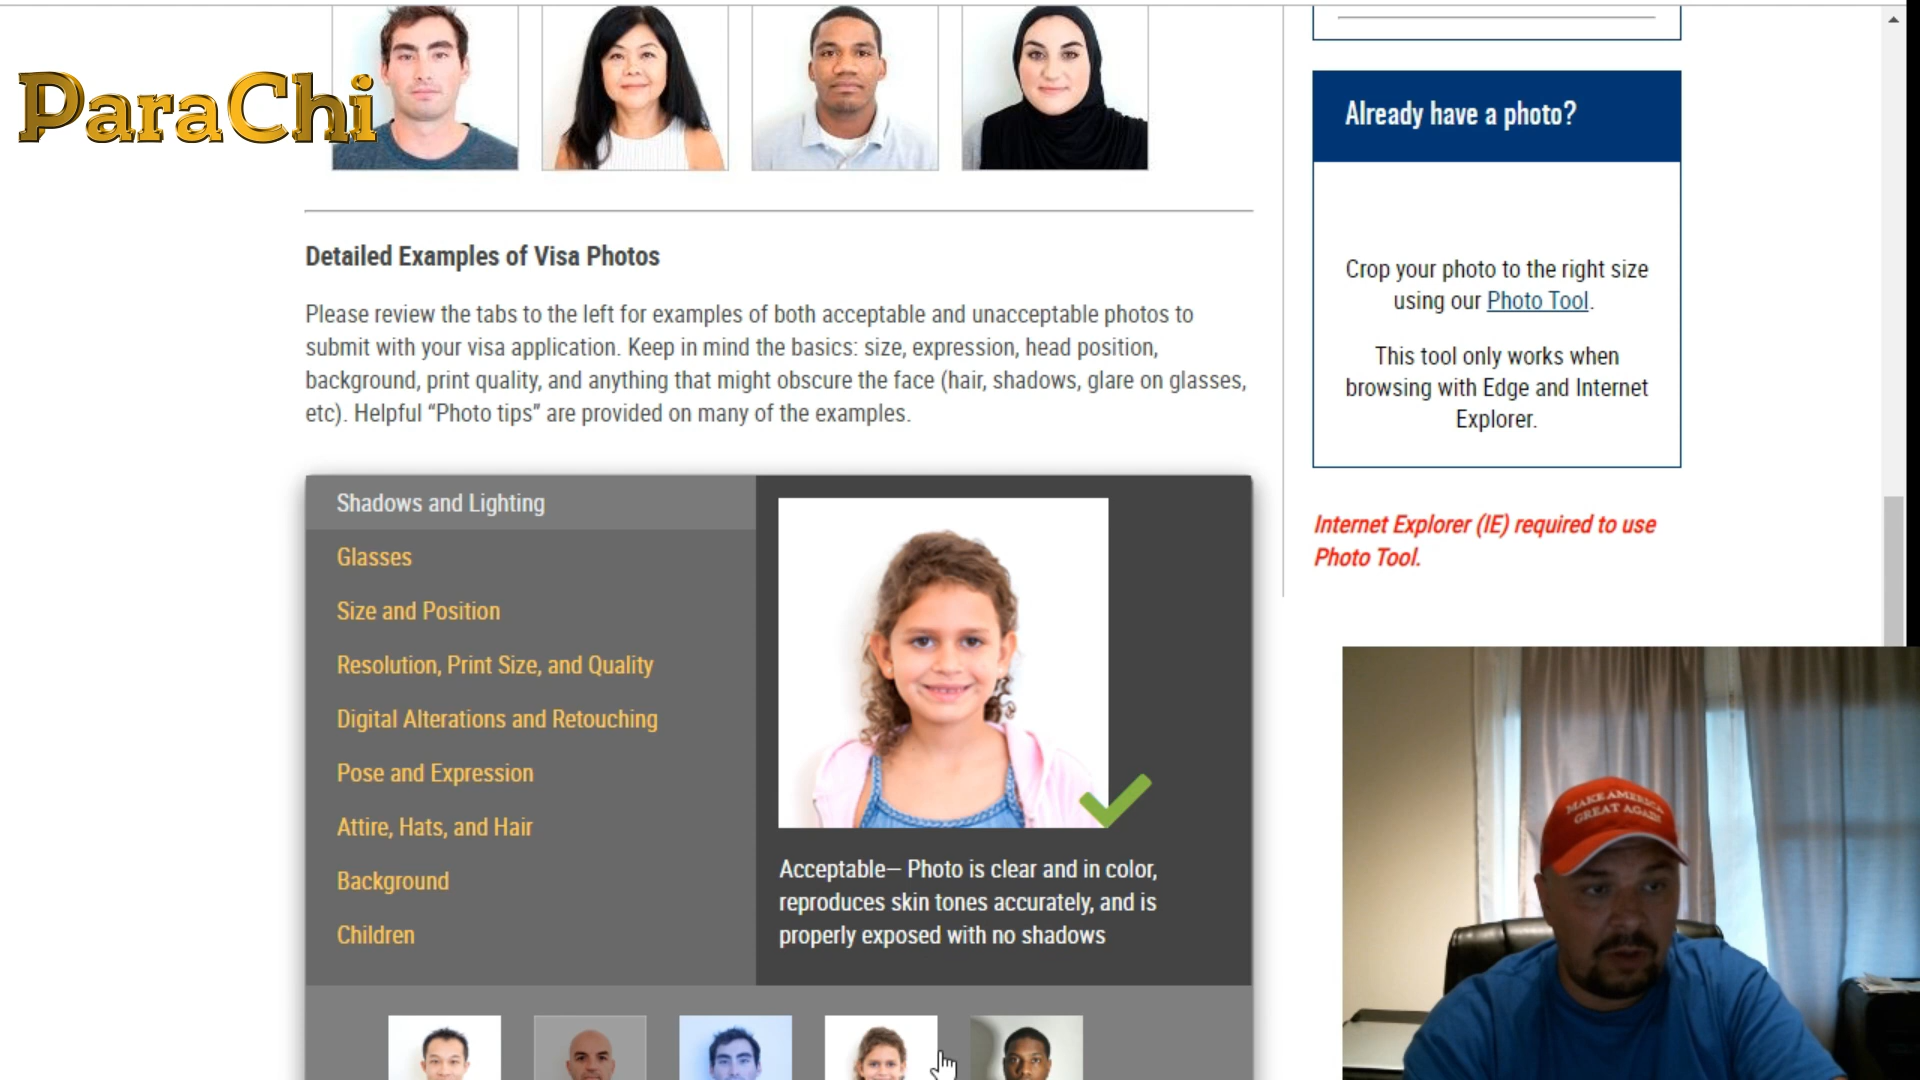 ParaChi
Detailed Examples of Visa Photos
Please review the tabs to the left for examples of both acceptable and unacceptable photos to
submit with your visa application. Keep in mind the basics: size, expression, head position,
background, print quality, and anything that might obscure the face (hair, shadows, glare on glasses,
etc). Helpful “Photo tips” are provided on many of the examples.
Shadows and Lighting
Glasses
Size and Position
Resolution, Print Size, and Quality
Digital Alterations and Retouching
Pose and Expression
Attire, Hats, and Hair
Background
Children
Acceptable— Photo is clear and in color,
reproduces skin tones accurately, and is
properly exposed with no shadows
Already have a photo?
Crop your photo to the right size
using our Photo Tool.
This tool only works when
browsing with Edge and Internet
Explorer.
Internet Explorer (IE) required to use
Photo Tool.
MAKE AMERICA
GREAT AGAIN